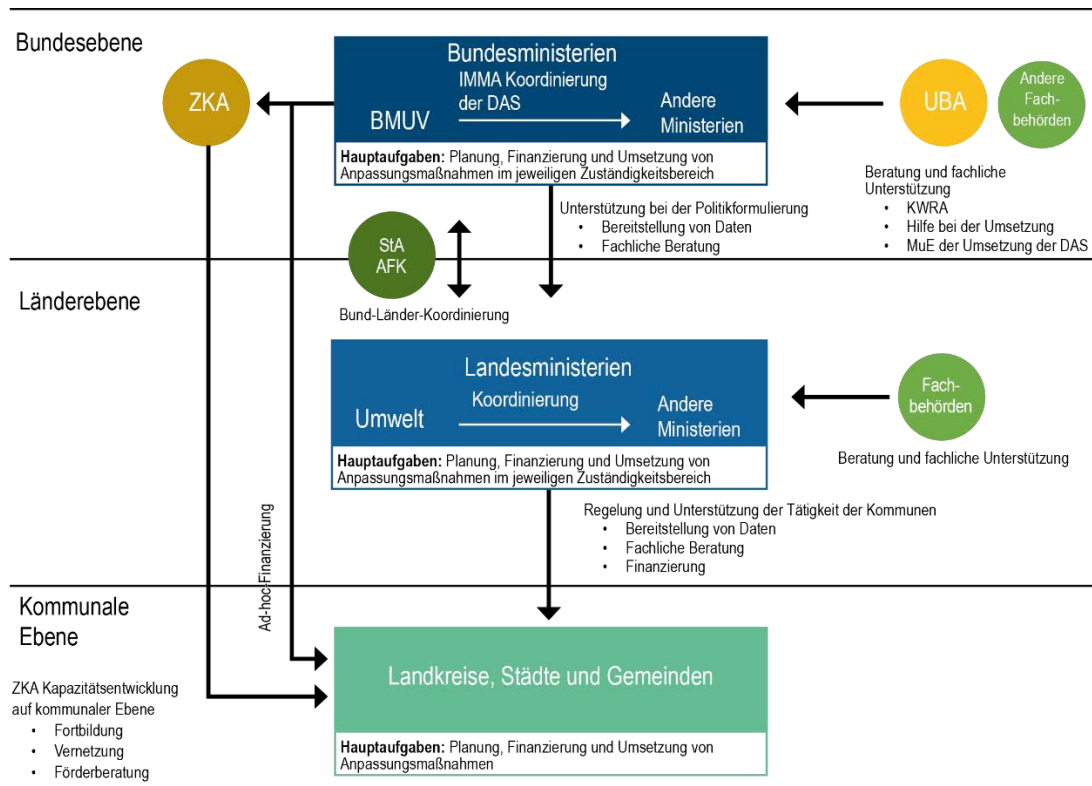 Bundesebene
ZKA
Bundesministerien
IMMA Koordinierung
der DAS
BMUV
Andere
Ministerien
Hauptaufgaben: Planung, Finanzierung und Umsetzung von
Anpassungsmaßnahmen im jeweiligen Zuständigkeitsbereich
UBA
Andere
Fach-
behörden
Beratung und fachliche
Unterstützung
• KWRA
• Hilfe bei der Umsetzung
• MuE der Umsetzung der DAS
Unterstützung bei der Politikformulierung
• Bereitstellung von Daten
• Fachliche Beratung
StA
AFK
Bund-Länder-Koordinierung
Länderebene
Landesministerien
Koordinierung
Umwelt
Andere
Ministerien
Hauptaufgaben: Planung, Finanzierung und Umsetzung von
Anpassungsmaßnahmen im jeweiligen Zuständigkeitsbereich
Fach-
behörden
Beratung und fachliche Unterstützung
Regelung und Unterstützung der Tätigkeit der Kommunen
• Bereitstellung von Daten
• Fachliche Beratung
• Finanzierung
Ad-hoc-Finanzierung
Kommunale
Ebene
ZKA Kapazitätsentwicklung
auf kommunaler Ebene
• Fortbildung
• Vernetzung
• Förderberatung
Landkreise, Städte und Gemeinden
Hauptaufgaben: Planung, Finanzierung und Umsetzung von
Anpassungsmaßnahmen